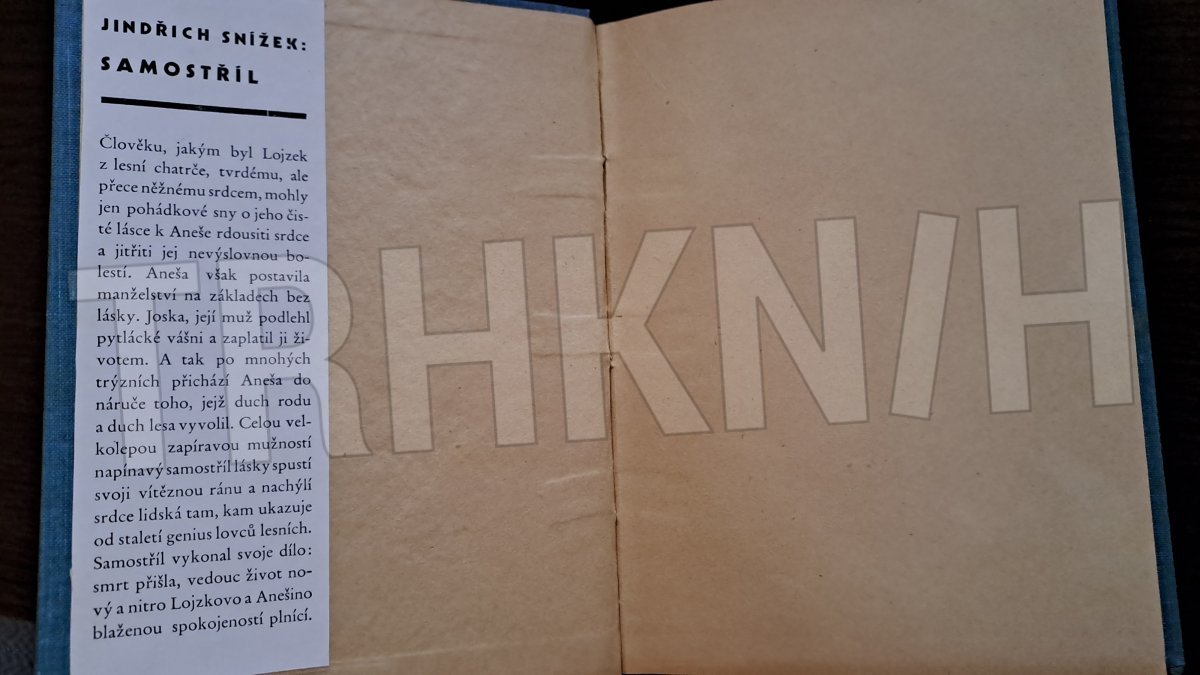 JINDŘICH SNÍŽEK:
SAMOSTŘÍL
Člověku, jakým byl Lojzek
z lesní chatrče, tvrdému, ale
přece něžnému srdcem, mohly
jen pohádkové sny o jeho čis-
té lásce k Aneše rdousiti srdce
a jitřiti jej nevýslovnou bo-
lestí. Aneša však postavila
manželství na základech bez
lásky. Joska, její muž podlehl
pytlácké vášni a zaplatil ji ži-
votem. A tak po mnohých
trýzních přichází Aneša do
náruče toho, jejž duch rodu
a duch lesa vyvolil. Celou vel-
kolepou zapíravou mužností
napínavý samostříl lásky spustí
svoji vítěznou ránu a nachýlí
srdce lidská tam, kam ukazuje
od staletí genius lovců lesních.
Samostříl vykonal svoje dílo:
smrt přišla, vedouc život no-
vý a nitro Lojzkovo a Anešino
blaženou spokojeností plnící.
TRHKN/H